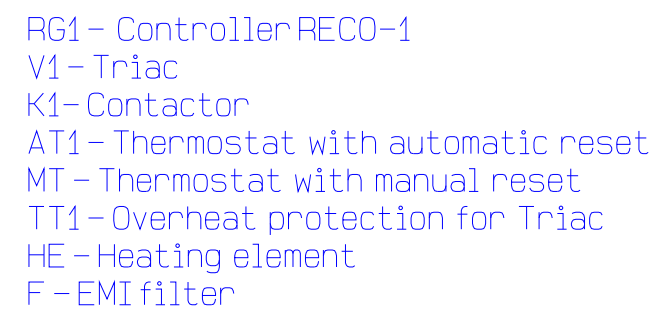 RG1 - Controller RECO-1
V1 - Triac
K1 - Contactor
AT1 - Thermostat with automatic reset
MT - Thermostat with manual reset
TT1 - Overheat protection for Triac
HE - Heating element
F - EMI filter